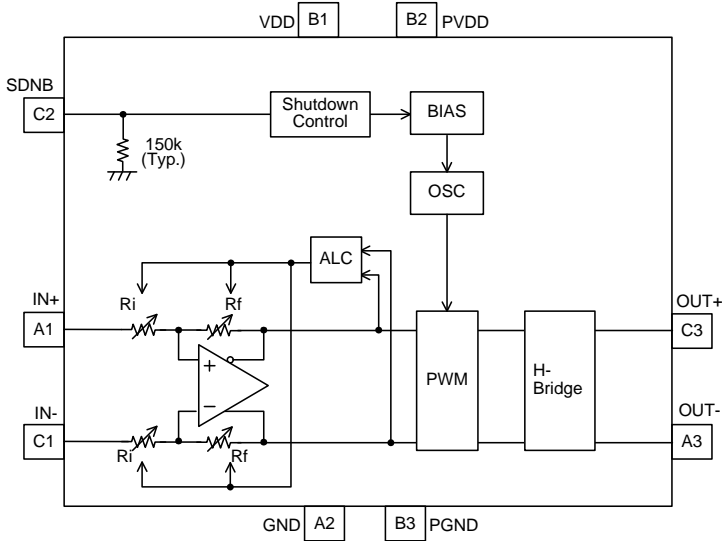 VDD B1 B2 PVDD
SDNB
C2
Shutdown
Control
BIAS
150k
(Typ.)
OSC
ALC
IN+
Ri
Rf
OUT+
A1
C3
+
PWM
H-
Bridge
−
IN-
OUT-
C1
A3
Ri
Rf
GND A2 B3 PGND